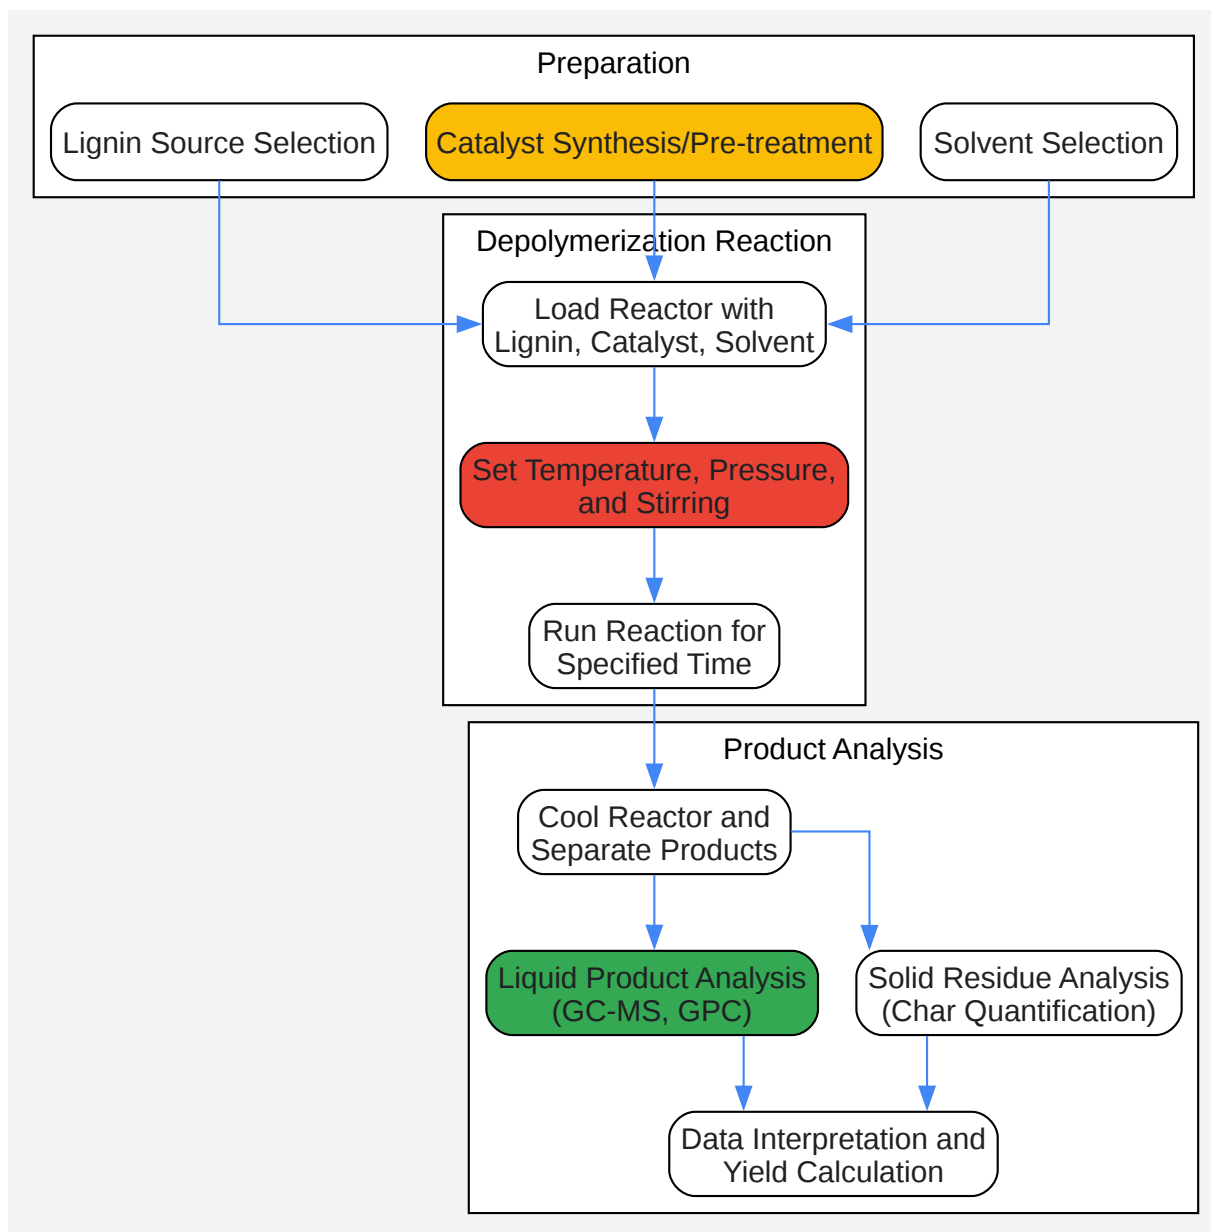 Preparation
Lignin Source Selection
Catalyst Synthesis/Pre-treatment
Solvent Selection
Depolymerization Reaction
Load Reactor with
Lignin, Catalyst, Solvent
Set Temperature, Pressure,
and Stirring
Run Reaction for
Specified Time
Product Analysis
Cool Reactor and
Separate Products
Liquid Product Analysis
(GC-MS, GPC)
Solid Residue Analysis
(Char Quantification)
Data Interpretation and
Yield Calculation